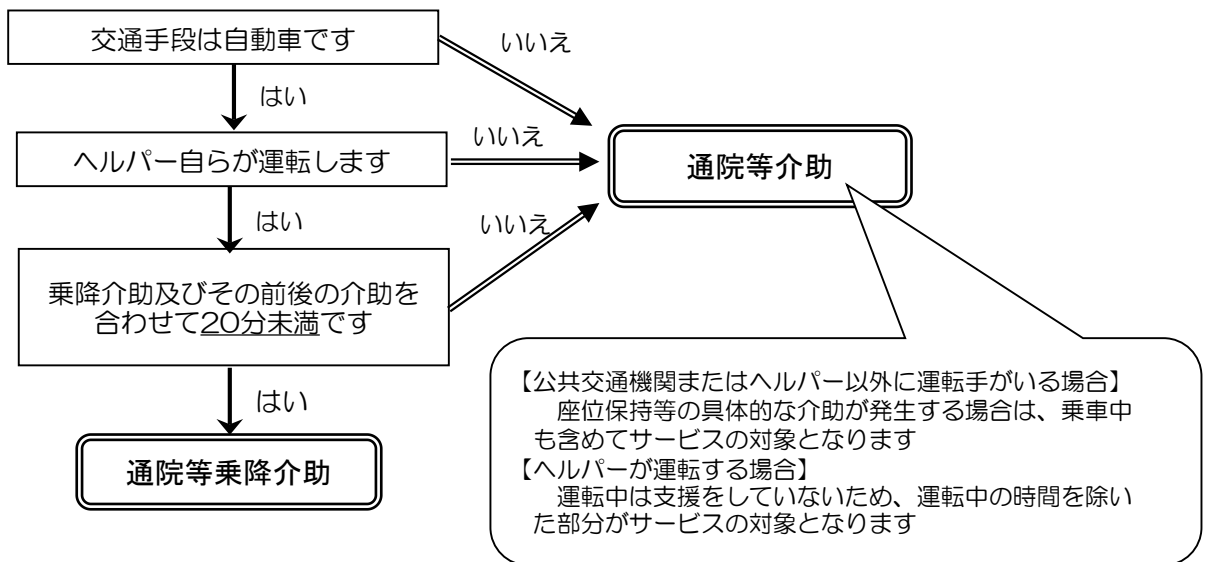 交通手段は自動車です
いいえ
はい
ヘルパー自らが運転します
いいえ
通院等介助
はい
いいえ
乗降介助及びその前後の介助を
合わせて20分未満です
はい
通院等乗降介助
【公共交通機関またはヘルパー以外に運転手がいる場合】
座位保持等の具体的な介助が発生する場合は、乗車中
も含めてサービスの対象となります
【ヘルパーが運転する場合】
運転中は支援をしていないため、運転中の時間を除い
た部分がサービスの対象となります